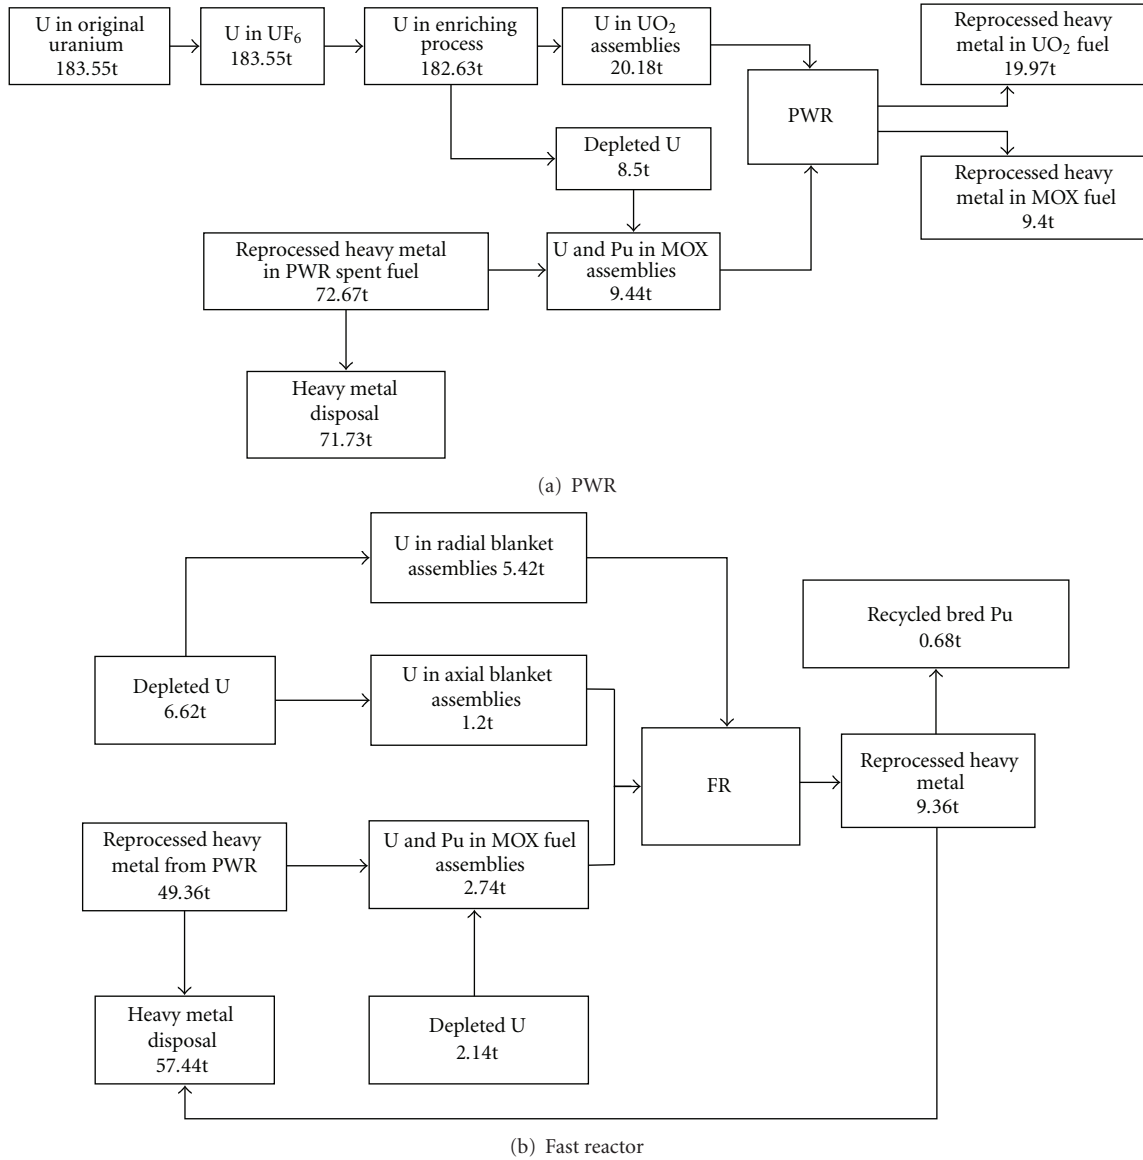 U in original
uranium
183.55t
U in UF₆
183.55t
U in enriching
process
182.63t
U in UO₂
assemblies
20.18t
PWR
Reprocessed heavy
metal in UO₂ fuel
19.97t
Depleted U
8.5t
Reprocessed heavy
metal in MOX fuel
9.4t
Reprocessed heavy metal
in PWR spent fuel
72.67t
U and Pu in MOX
assemblies
9.44t
Heavy metal
disposal
71.73t
(a) PWR
U in radial blanket
assemblies 5.42t
Depleted U
6.62t
U in axial blanket
assemblies
1.2t
Recycled bred Pu
0.68t
FR
Reprocessed heavy
metal
9.36t
Reprocessed heavy
metal from PWR
49.36t
U and Pu in MOX fuel
assemblies
2.74t
Heavy metal
disposal
57.44t
Depleted U
2.14t
(b) Fast reactor